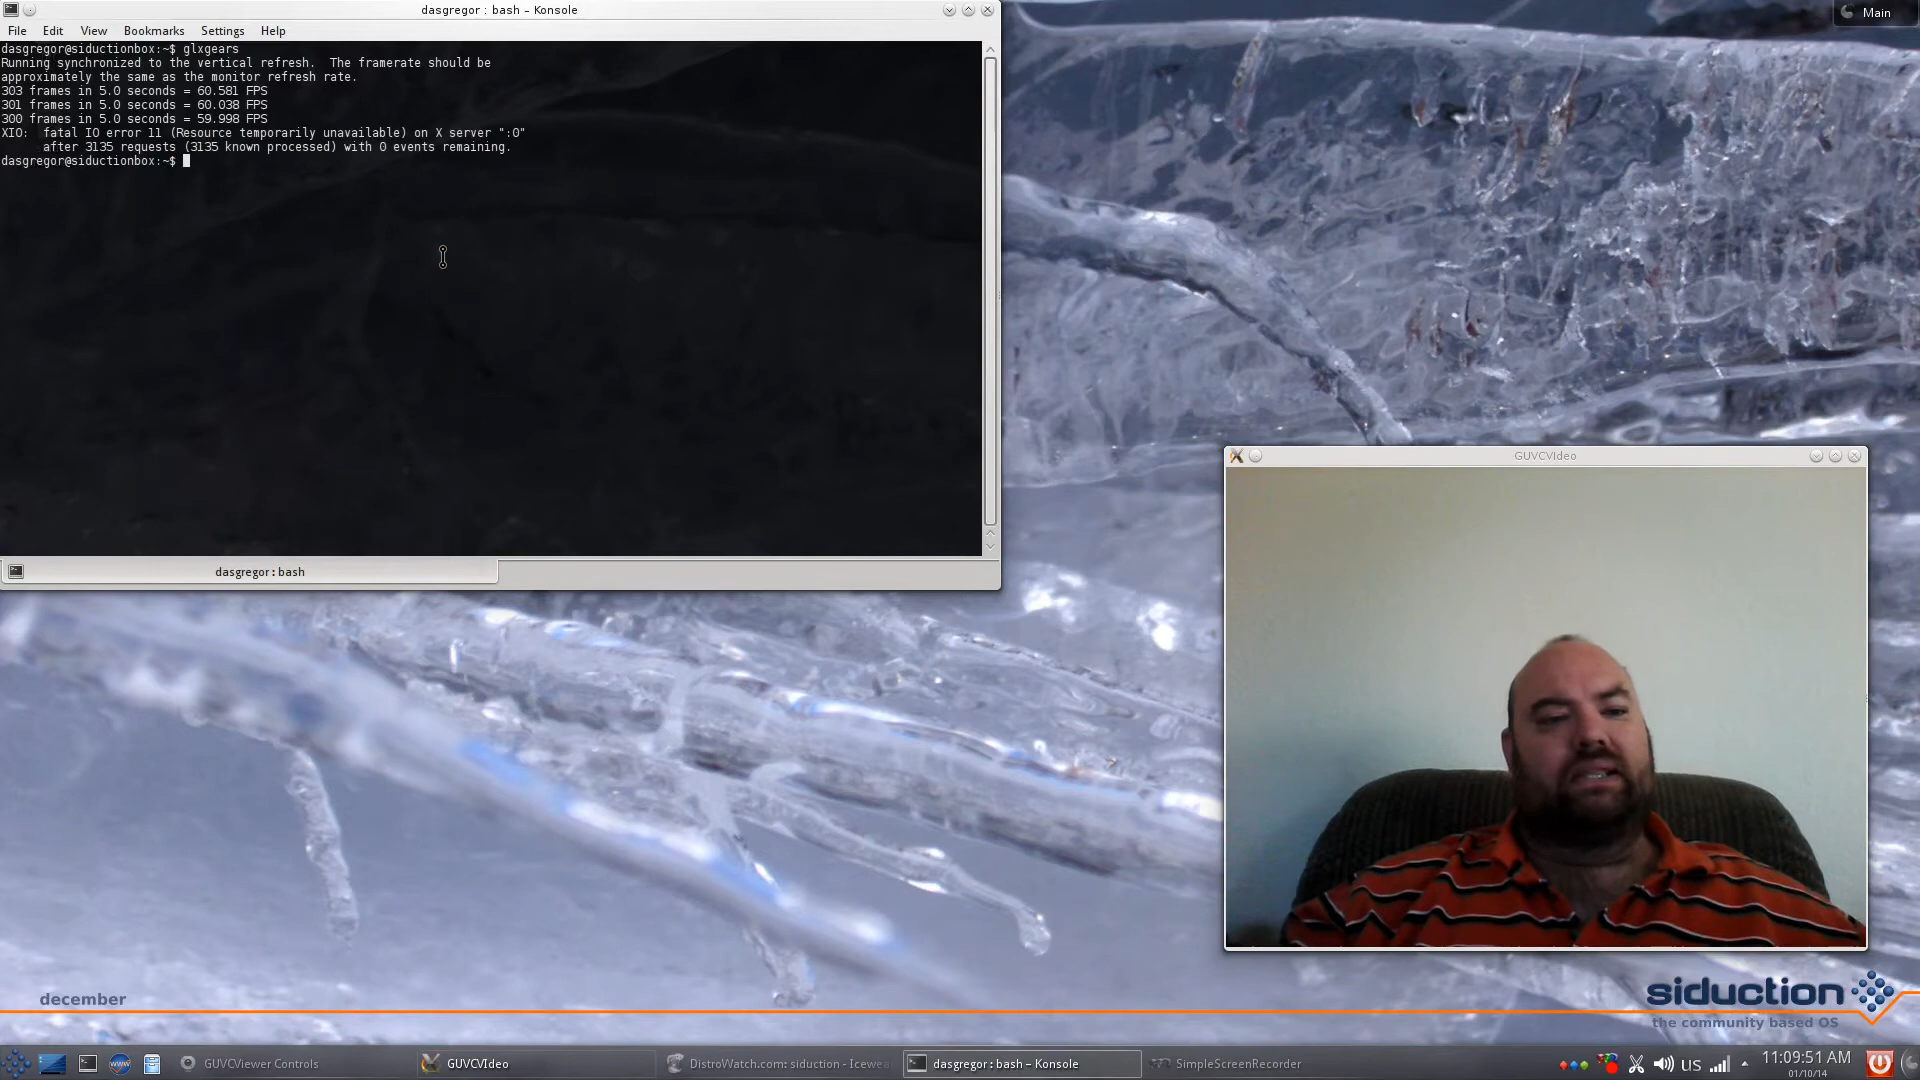 dasgregor : bash – Konsole
File Edit View Bookmarks Settings Help
dasgregor@siductionbox:~$ glxgears
Running synchronized to the vertical refresh.  The framerate should be
approximately the same as the monitor refresh rate.
303 frames in 5.0 seconds = 60.581 FPS
301 frames in 5.0 seconds = 60.038 FPS
300 frames in 5.0 seconds = 59.998 FPS
XIO:  fatal IO error 11 (Resource temporarily unavailable) on X server ":0"
      after 3135 requests (3135 known processed) with 0 events remaining.
dasgregor@siductionbox:~$
dasgregor : bash
Main
GUVCVIdeo
december
siduction
the community based OS
GUVCViewer Controls
GUVCVIdeo
DistroWatch.com: siduction - Icewea
dasgregor : bash – Konsole
SimpleScreenRecorder
US
11:09:51 AM
01/10/14